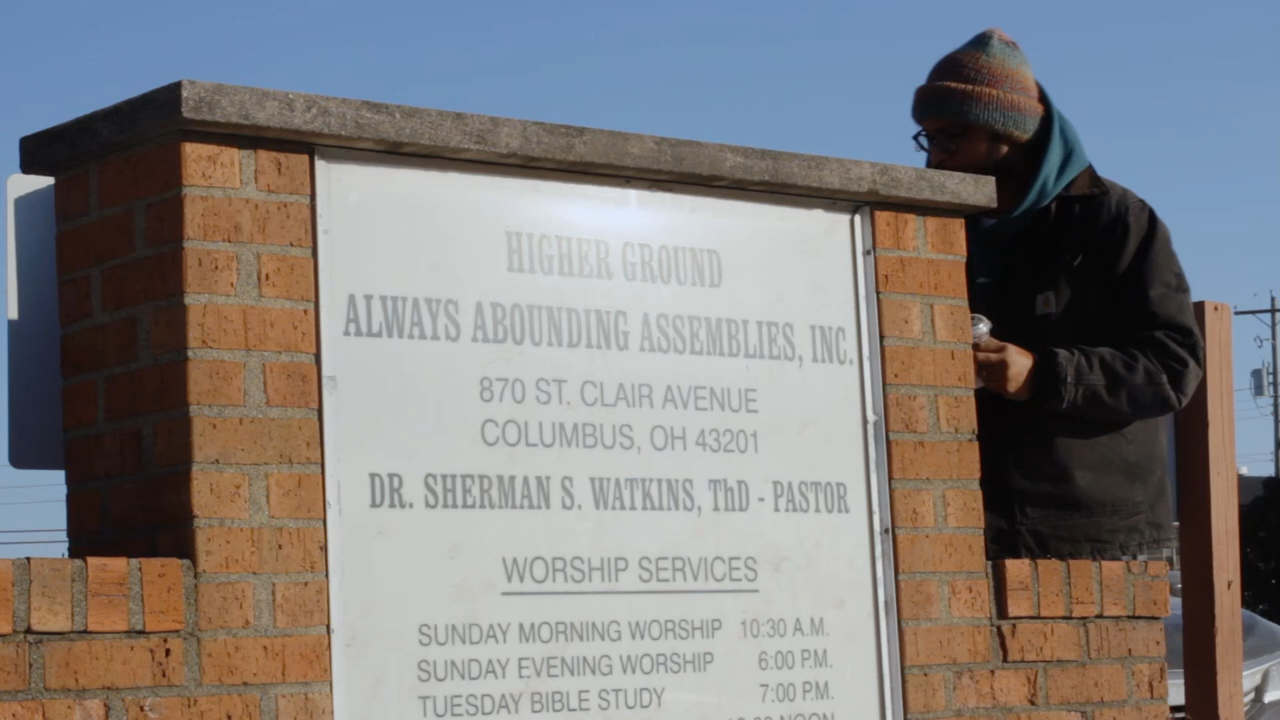 HIGHER GROUND
ALWAYS ABOUNDING ASSEMBLIES, INC.
870 ST. CLAIR AVENUE
COLUMBUS, OH 43201
DR. SHERMAN S. WATKINS, ThD - PASTOR
WORSHIP SERVICES
SUNDAY MORNING WORSHIP 10:30 A.M.
SUNDAY EVENING WORSHIP 6:00 P.M.
TUESDAY BIBLE STUDY 7:00 P.M.
NOON